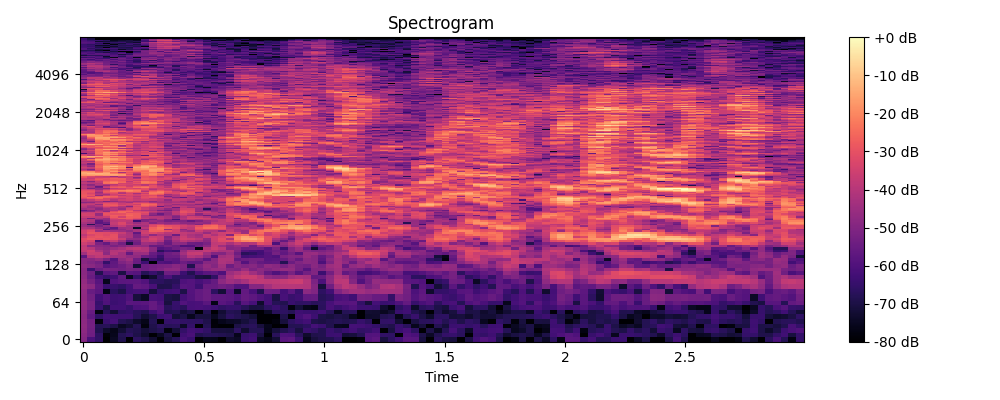 Spectrogram
Hz
4096
2048
1024
512
256
128
64
0
0
0.5
1
1.5
2
2.5
Time
+0 dB
-10 dB
-20 dB
-30 dB
-40 dB
-50 dB
-60 dB
-70 dB
-80 dB